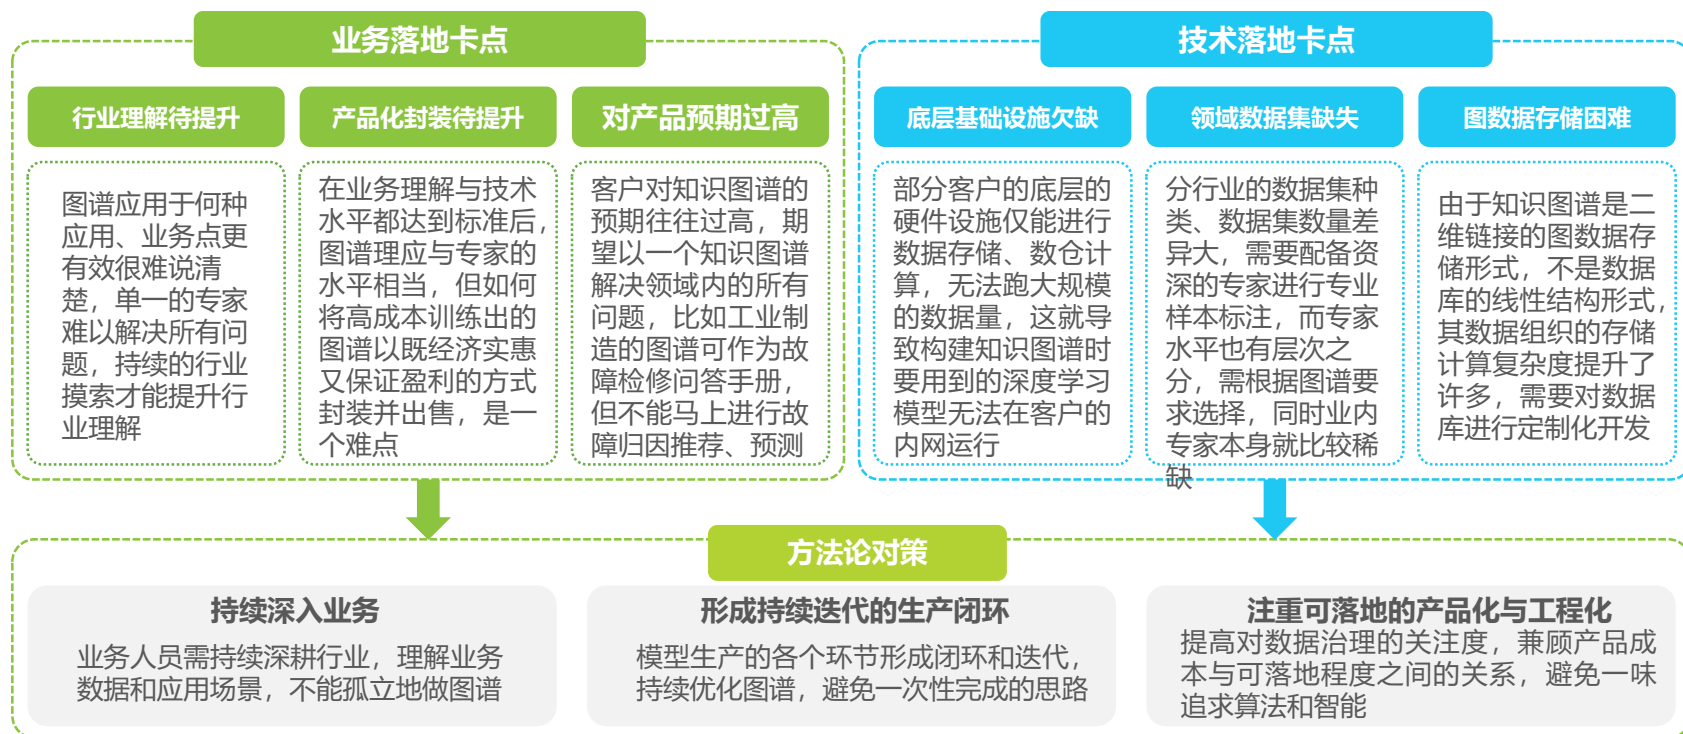 业务落地卡点
技术落地卡点
行业理解待提升
产品化封装待提升
对产品预期过高
底层基础设施欠缺
领域数据集缺失
图数据存储困难
图谱应用于何种
应用、业务点更
有效很难说清
楚，单一的专家
难以解决所有问
题，持续的行业
摸索才能提升行
业理解
在业务理解与技术
水平都达到标准后，
图谱理应与专家的
水平相当，但如何
将高成本训练出的
图谱以既经济实惠
又保证盈利的方式
封装并出售，是一
个难点
客户对知识图谱的
预期往往过高，期
望以一个知识图谱
解决领域内的所有
问题，比如工业制
造的图谱可作为故
障检修问答手册，
但不能马上进行故
障归因推荐、预测
部分客户的底层的
硬件设施仅能进行
数据存储、数仓计
算，无法跑大规模
的数据量，这就导
致构建知识图谱时
要用到的深度学习
模型无法在客户的
内网运行
分行业的数据集种
类、数据集数量差
异大，需要配备资
深的专家进行专业
样本标注，而专家
水平也有层次之
分，需根据图谱要
求选择，同时业内
专家本身就比较稀
缺
由于知识图谱是二
维链接的图数据存
储形式，不是数据
库的线性结构形式，
其数据组织的存储
计算复杂度提升了
许多，需要对数据
库进行定制化开发
方法论对策
持续深入业务
业务人员需持续深耕行业，理解业务
数据和应用场景，不能孤立地做图谱
形成持续迭代的生产闭环
模型生产的各个环节形成闭环和迭代，
持续优化图谱，避免一次性完成的思路
注重可落地的产品化与工程化
提高对数据治理的关注度，兼顾产品成
本与可落地程度之间的关系，避免一味
追求算法和智能